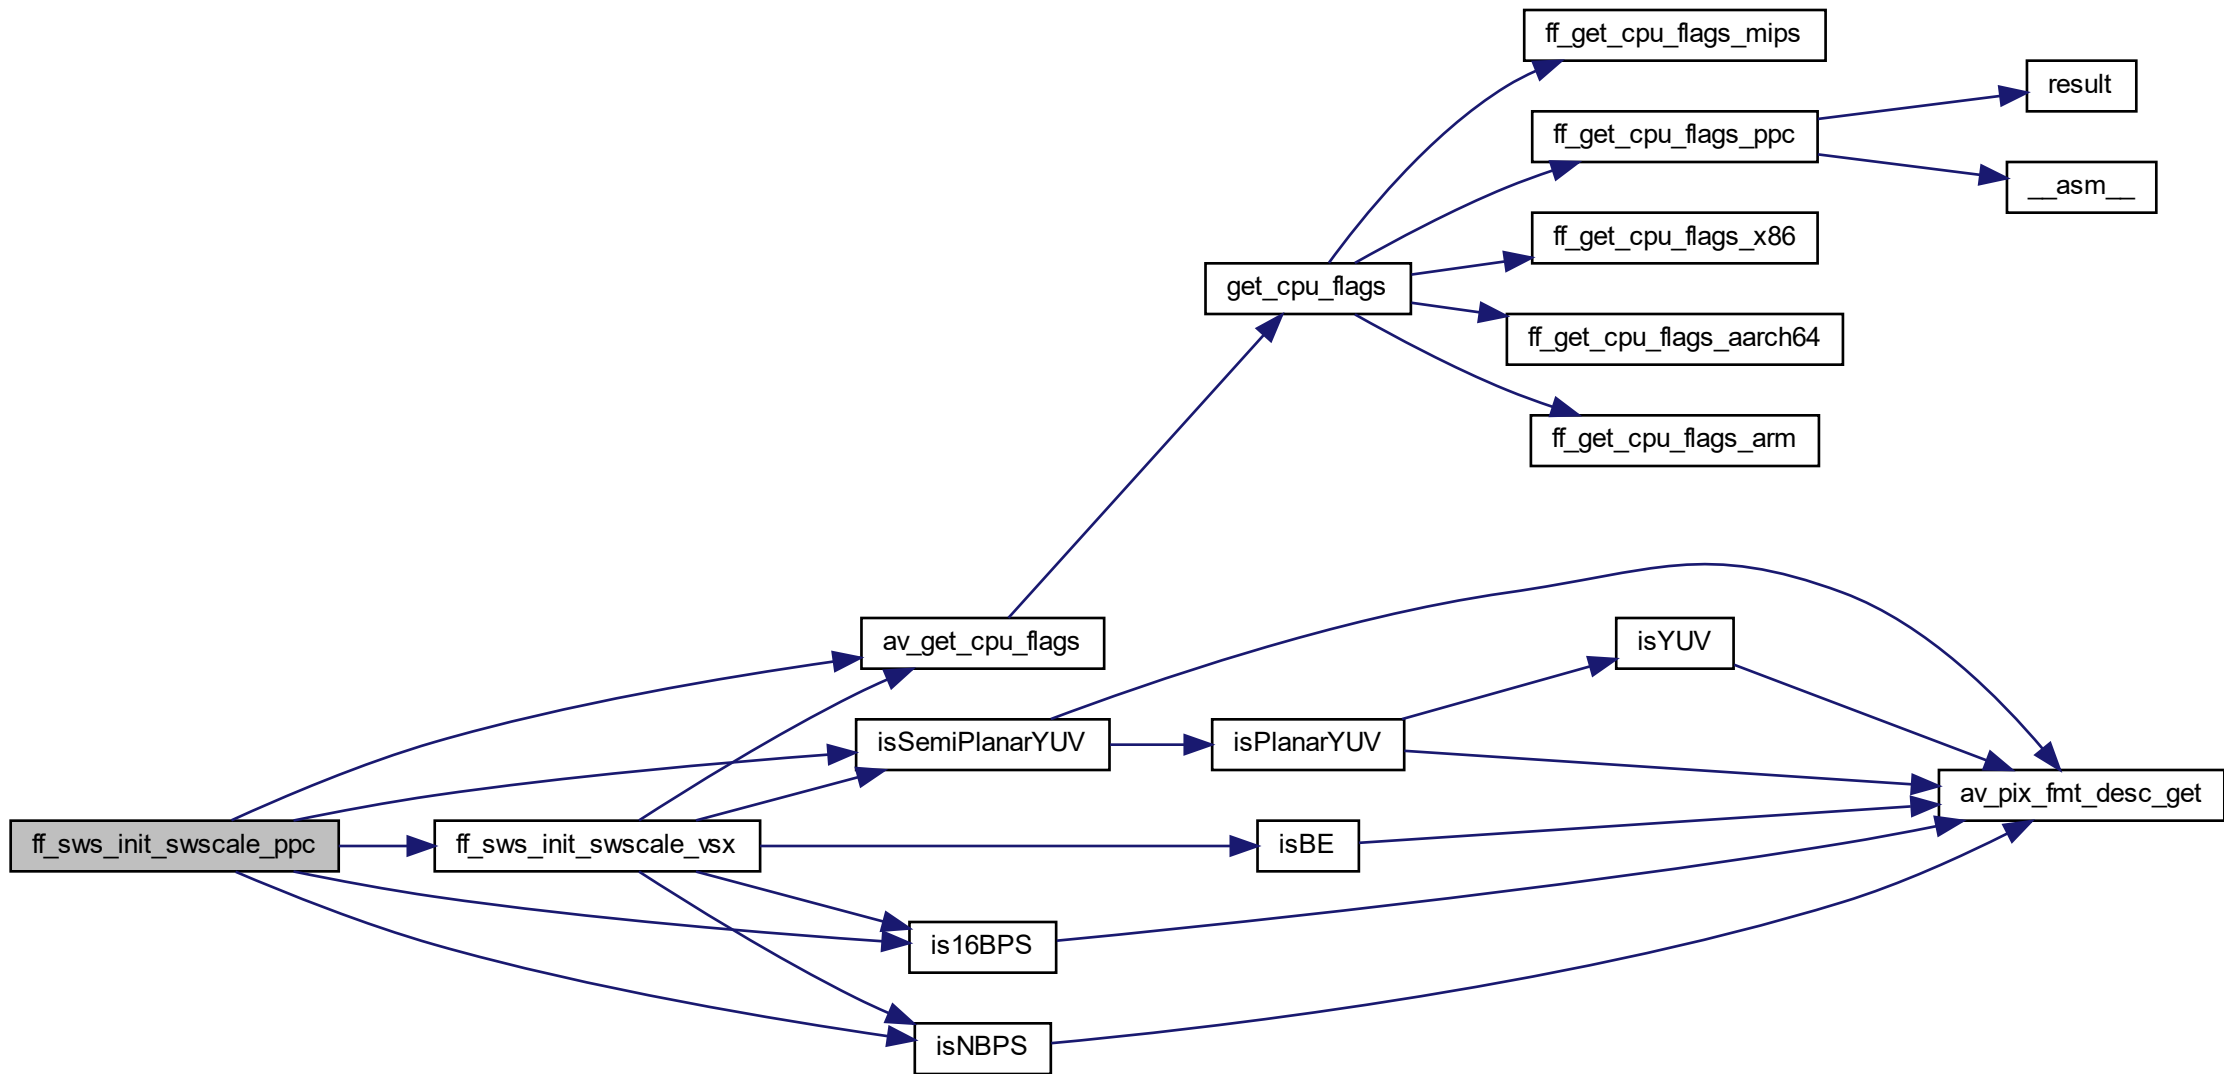 ff_get_cpu_flags_mips
result
ff_get_cpu_flags_ppc
__asm__
ff_get_cpu_flags_x86
get_cpu_flags
ff_get_cpu_flags_aarch64
ff_get_cpu_flags_arm
av_get_cpu_flags
isYUV
isSemiPlanarYUV
isPlanarYUV
av_pix_fmt_desc_get
ff_sws_init_swscale_ppc
ff_sws_init_swscale_vsx
isBE
is16BPS
isNBPS